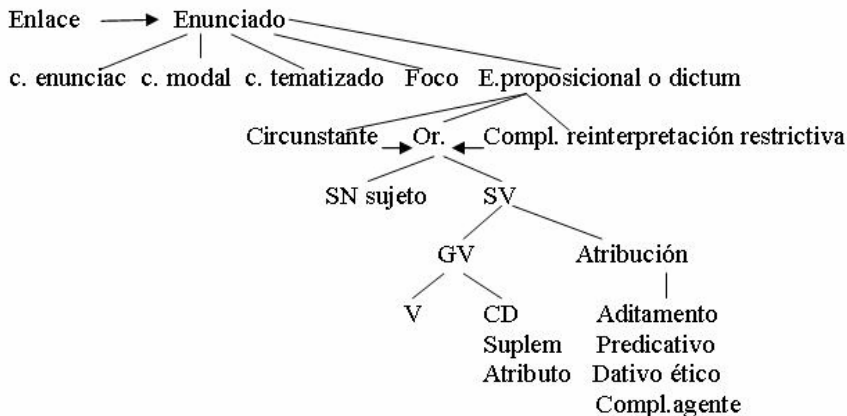 Enlace Enunciado
c. enunciac c. modal c. tematizado Foco E.proposicional o dictum
Circunstante Or. Compl. reinterpretación restrictiva
SN sujeto SV
GV Atribución
V CD Aditamento
Suplem Predicativo
Atributo Dativo ético
Compl.agente